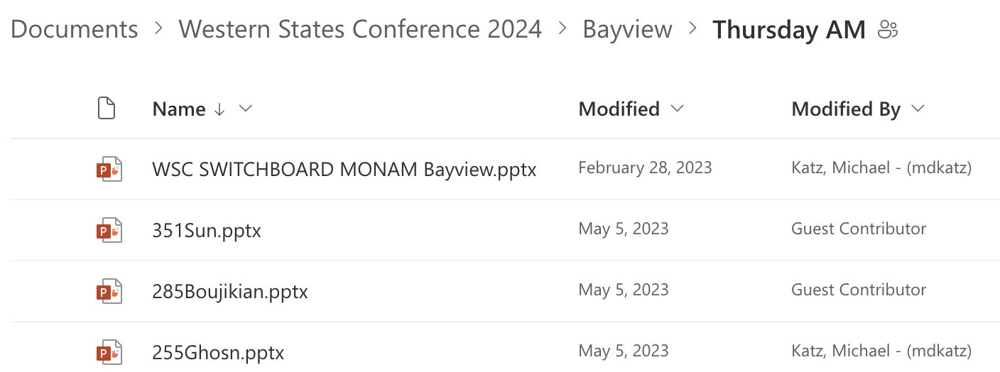 Documents > Western States Conference 2024 > Bayview > Thursday AM
Name Modified Modified By
WSC SWITCHBOARD MONAM Bayview.pptx February 28, 2023 Katz, Michael - (mdkatz)
351Sun.pptx May 5, 2023 Guest Contributor
285Boujikian.pptx May 5, 2023 Guest Contributor
255Ghosn.pptx May 5, 2023 Katz, Michael - (mdkatz)